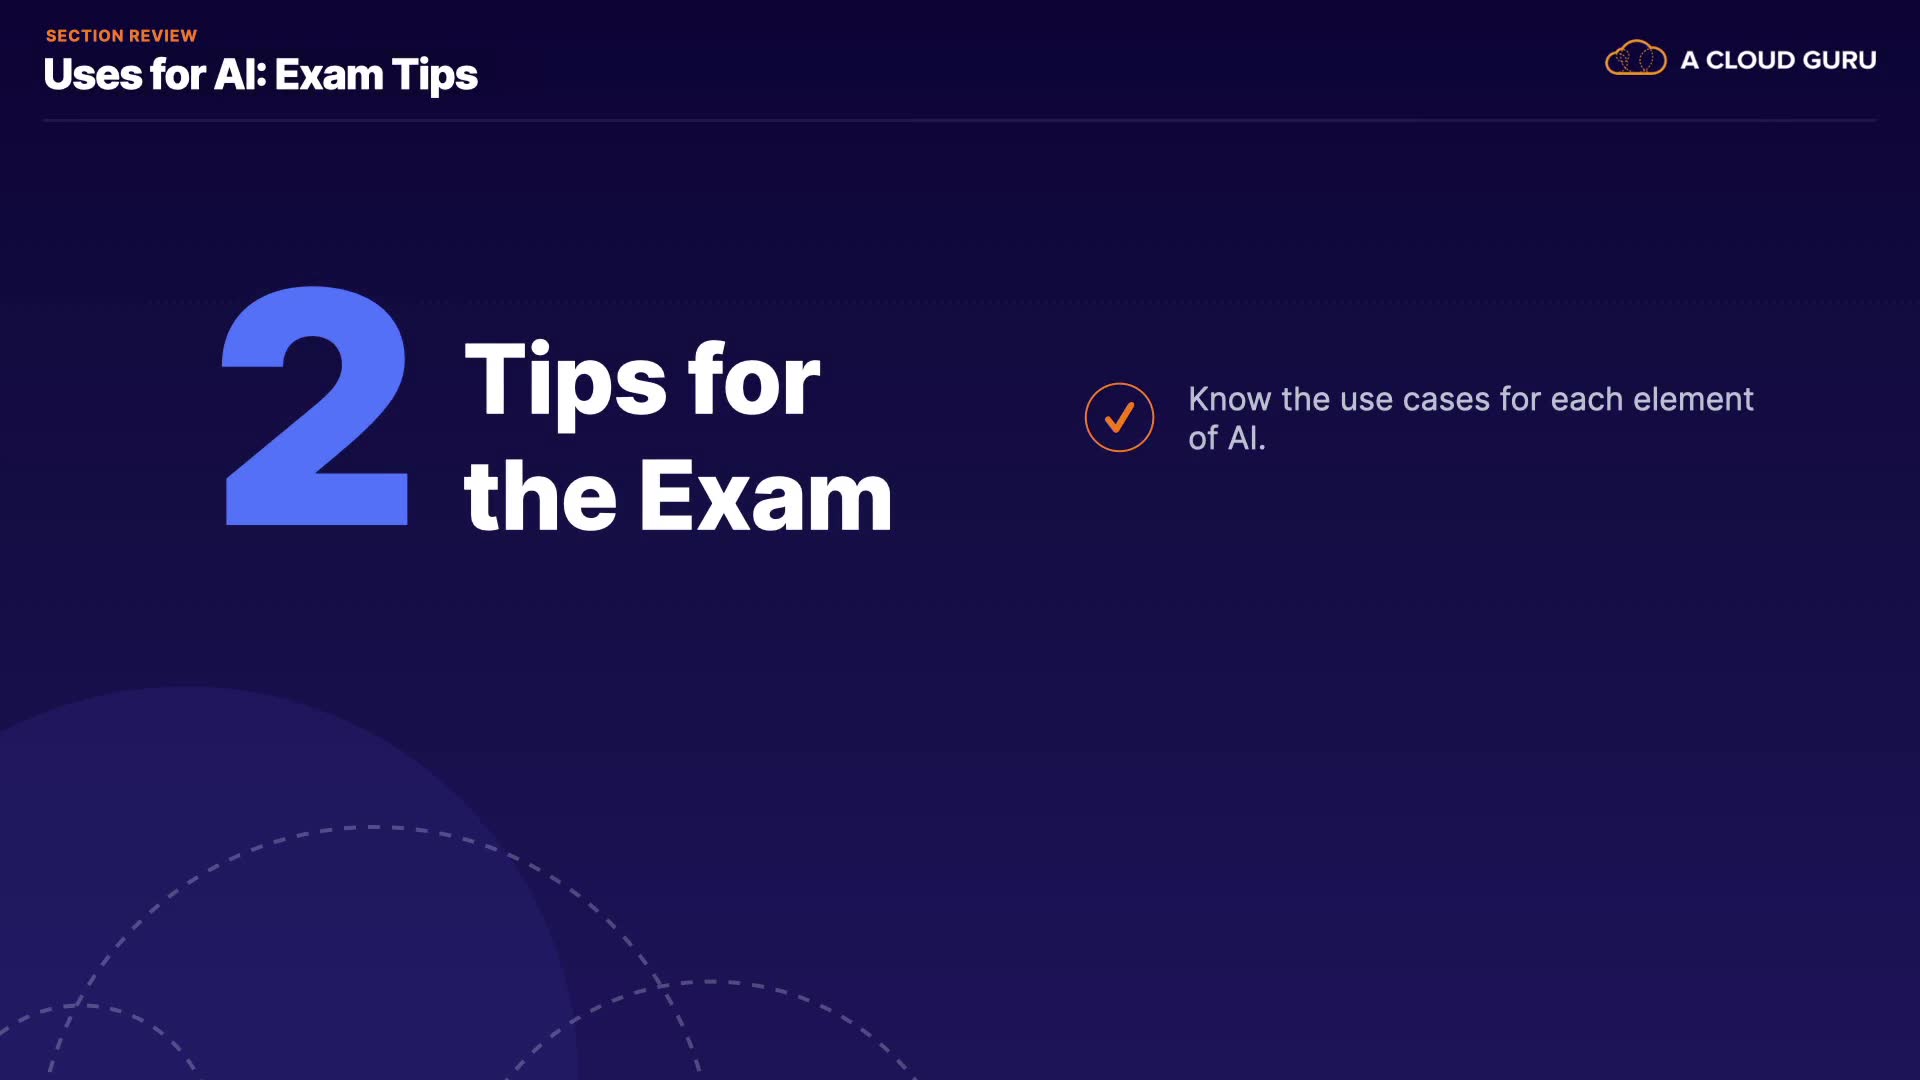 SECTION REVIEW
Uses for AI: Exam Tips
A CLOUD GURU
2
Tips for
the Exam
Know the use cases for each element
of AI.